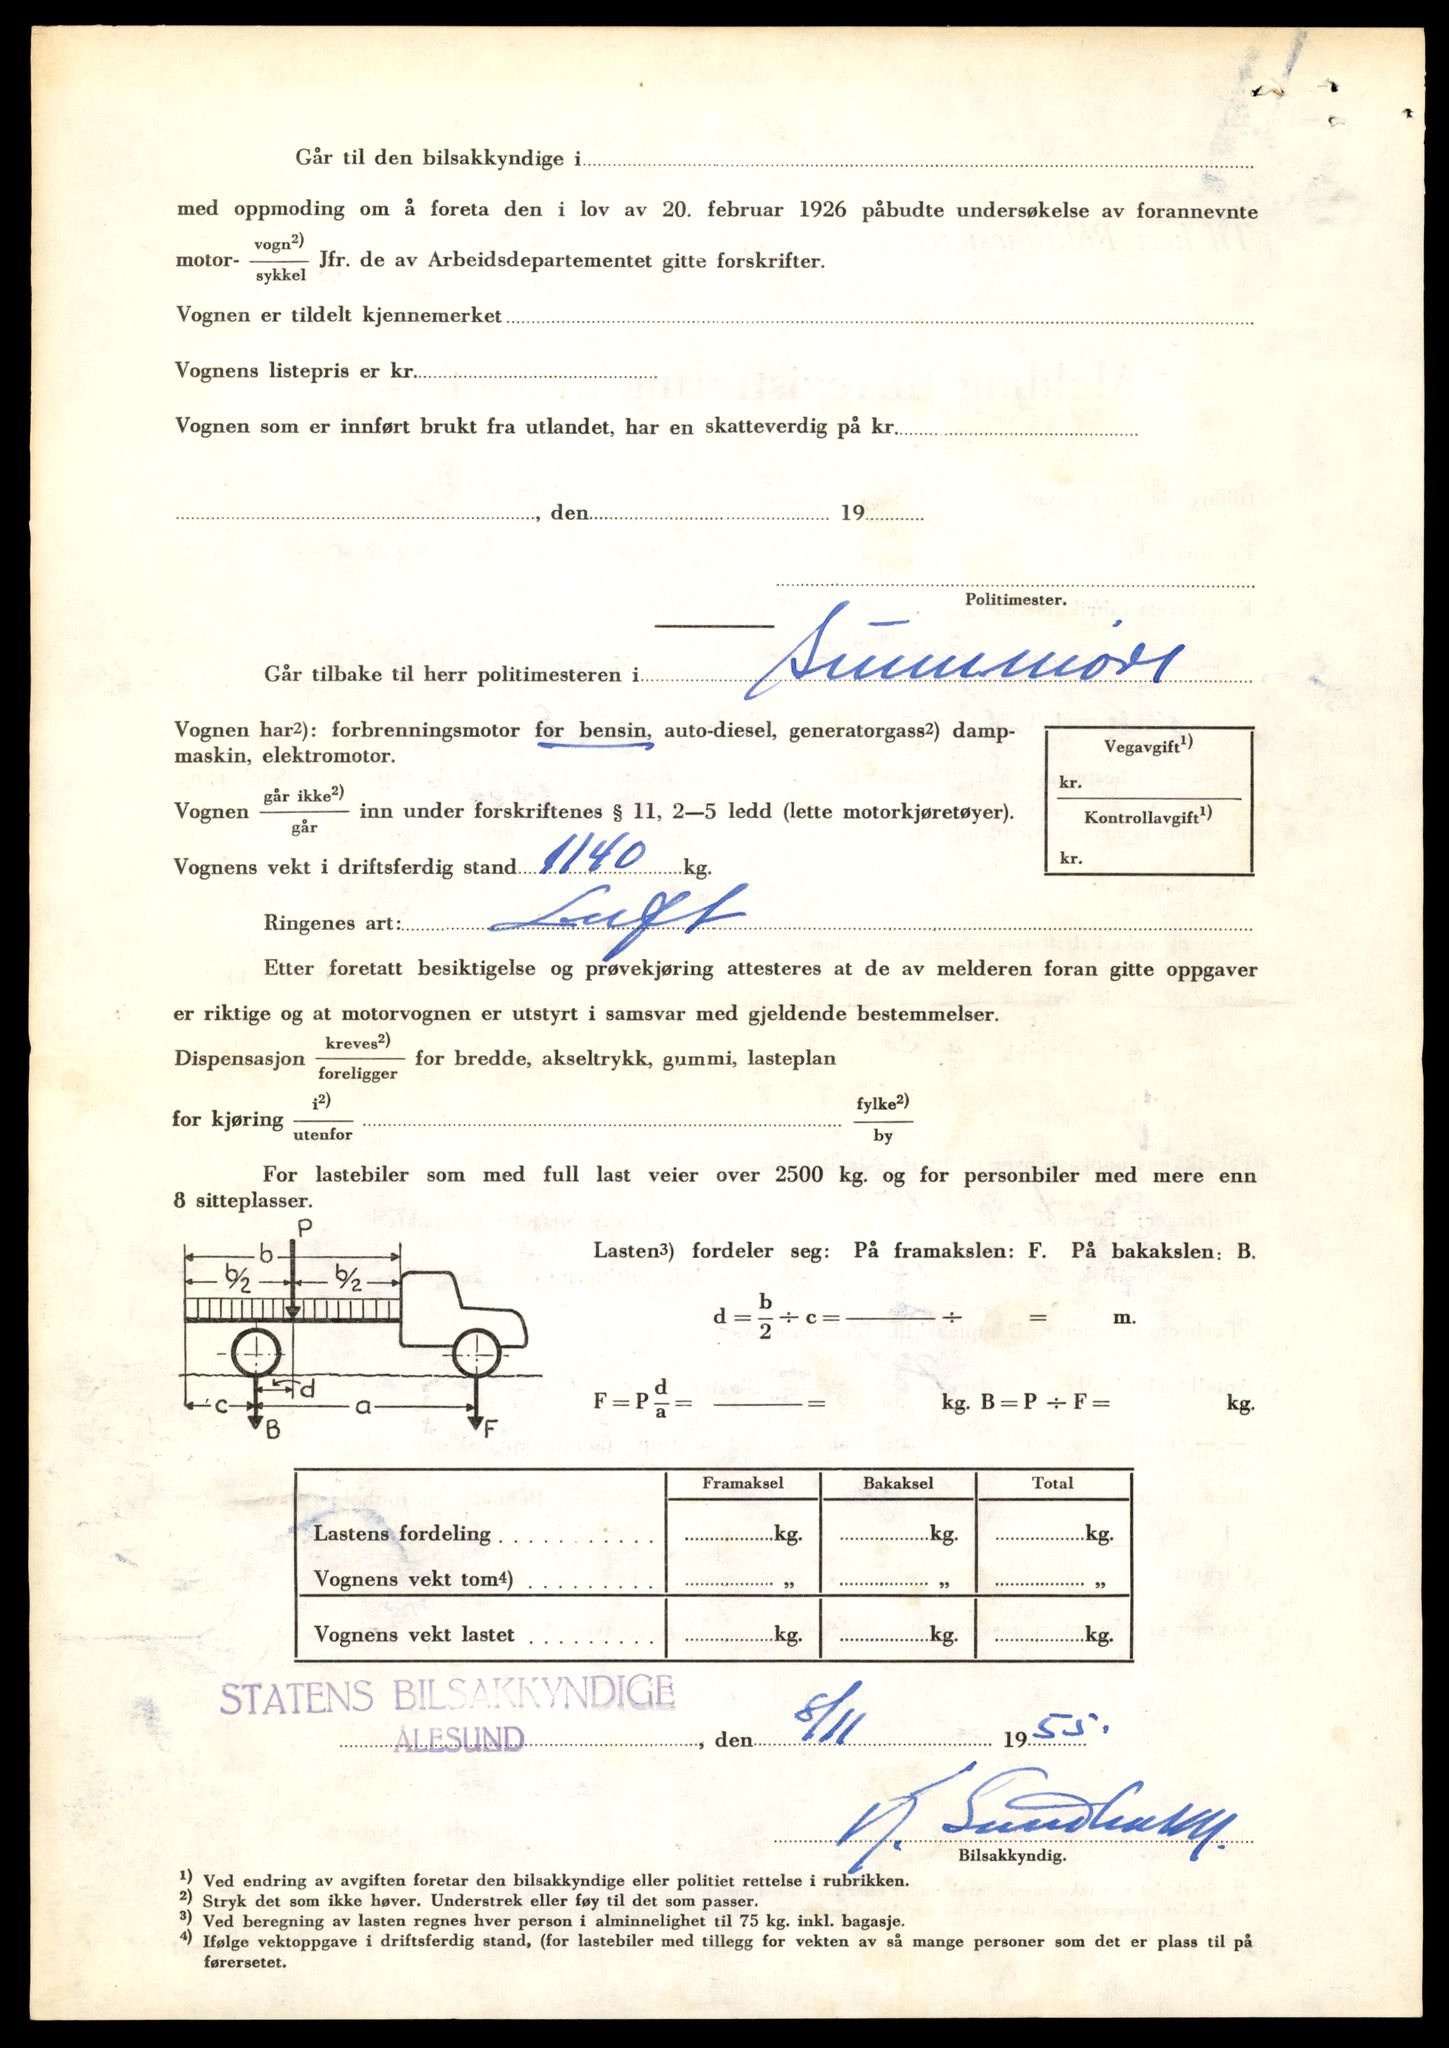 Går til den bilsakkyndige i
med oppmoding om å foreta den i lov av 20. februar 1926 påbudte undersøkelse av forannevnte
motor- vogn2) / sykkel Jfr. de av Arbeidsdepartementet gitte forskrifter.
Vognen er tildelt kjennemerket
Vognens listepris er kr.
Vognen som er innført brukt fra utlandet, har en skatteverdig på kr.
, den 19
Politimester.
Går tilbake til herr politimesteren i Sunnmøre
Vognen har2): forbrenningsmotor for bensin, auto-diesel, generatorgass2) damp-
maskin, elektromotor.
Vegavgift1)
kr.
Kontrollavgift1)
kr.
Vognen går ikke2) / går inn under forskriftenes § 11, 2—5 ledd (lette motorkjøretøyer).
Vognens vekt i driftsferdig stand 1140 kg.
Ringenes art: Luft
Etter foretatt besiktigelse og prøvekjøring attesteres at de av melderen foran gitte oppgaver
er riktige og at motorvognen er utstyrt i samsvar med gjeldende bestemmelser.
Dispensasjon kreves2) / foreligger for bredde, akseltrykk, gummi, lasteplan
for kjøring i2) / utenfor fylke2) / by
For lastebiler som med full last veier over 2500 kg. og for personbiler med mere enn
8 sitteplasser.
P
b
b/2 b/2
d
c a
B F
Lasten3) fordeler seg: På framakslen: F. På bakakslen: B.
d = b/2 ÷ c = ——— ÷ = m.
F = P d/a = ——— = kg. B = P ÷ F = kg.
Framaksel Bakaksel Total
Lastens fordeling kg. kg. kg.
Vognens vekt tom4) „ „ „
Vognens vekt lastet kg. kg. kg.
STATENS BILSAKKYNDIGE
ÅLESUND , den 8/11 1955.
Bilsakkyndig.
1) Ved endring av avgiften foretar den bilsakkyndige eller politiet rettelse i rubrikken.
2) Stryk det som ikke høver. Understrek eller føy til det som passer.
3) Ved beregning av lasten regnes hver person i alminnelighet til 75 kg. inkl. bagasje.
4) Ifølge vektoppgave i driftsferdig stand, (for lastebiler med tillegg for vekten av så mange personer som det er plass til på
førersetet.